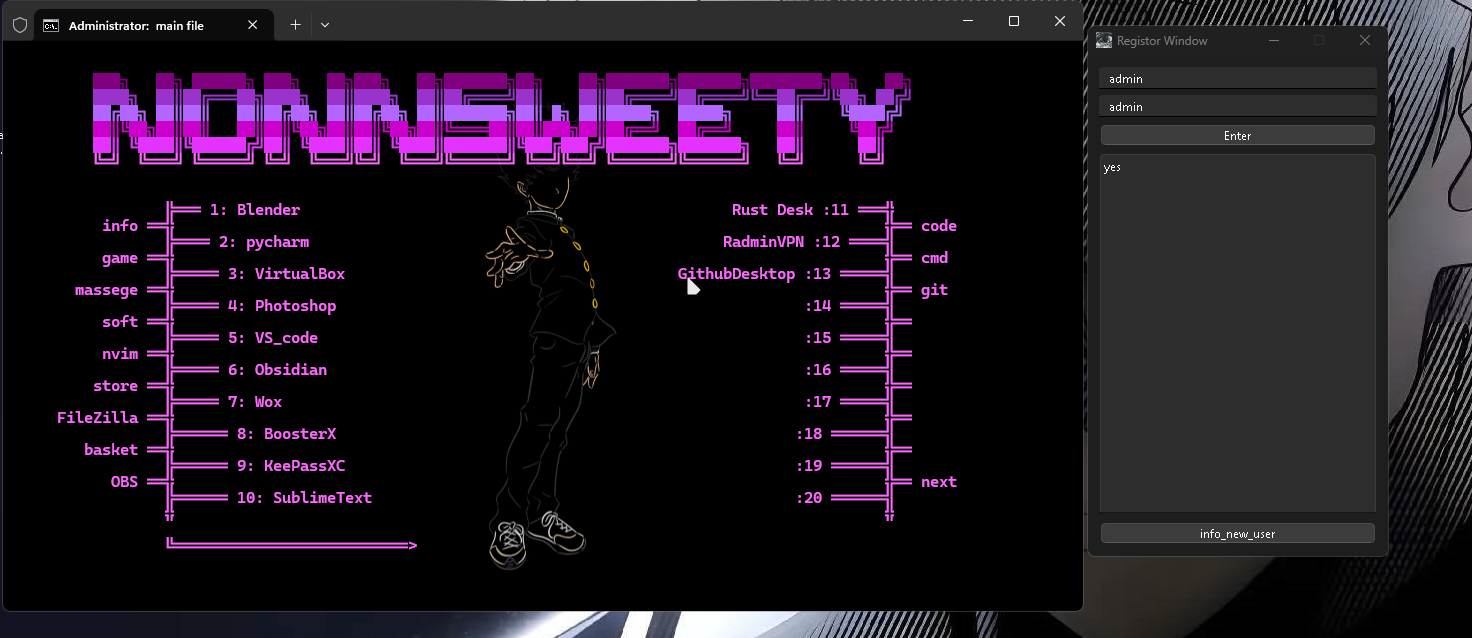 Administrator: main file
NONNSWEETY
1: Blender
info
2: pycharm
game
3: VirtualBox
massege
4: Photoshop
soft
5: VS_code
nvim
6: Obsidian
store
7: Wox
FileZilla
8: BoosterX
basket
9: KeePassXC
OBS
10: SublimeText
Rust Desk :11
code
RadminVPN :12
cmd
GithubDesktop :13
git
:14
:15
:16
:17
:18
:19
next
:20
Registor Window
admin
admin
Enter
yes
info_new_user